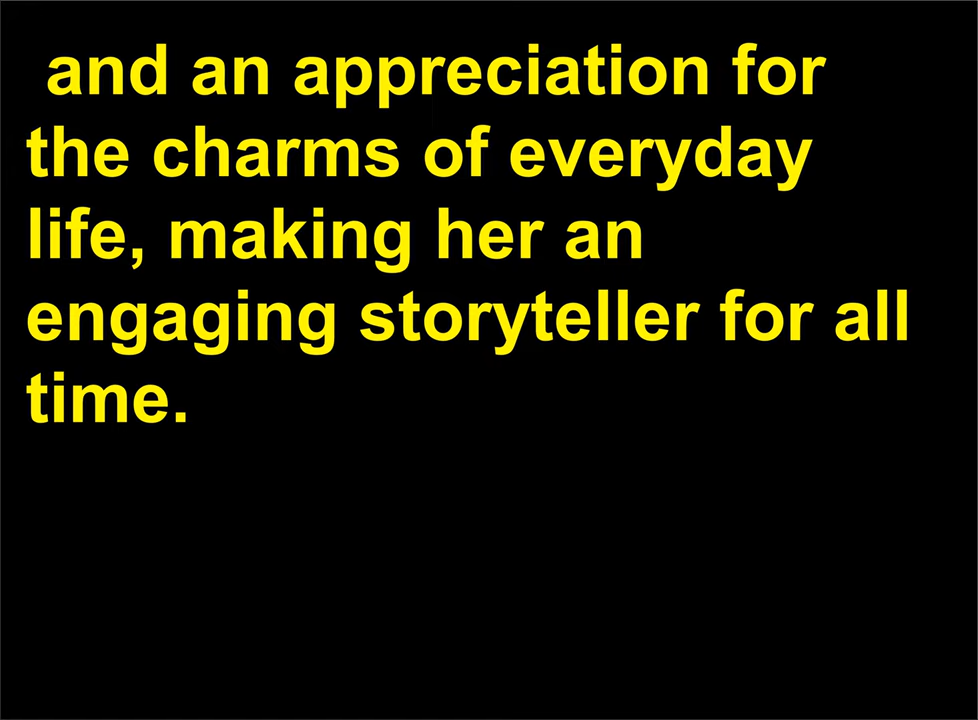 and an appreciation for
the charms of everyday
life, making her an
engaging storyteller for all
time.